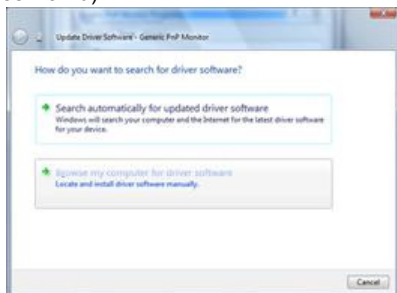 Update Driver Software - Generic PnP Monitor
How do you want to search for driver software?
Search automatically for updated driver software
Windows will search your computer and the Internet for the latest driver software
for your device.
Browse my computer for driver software
Locate and install driver software manually.
Cancel